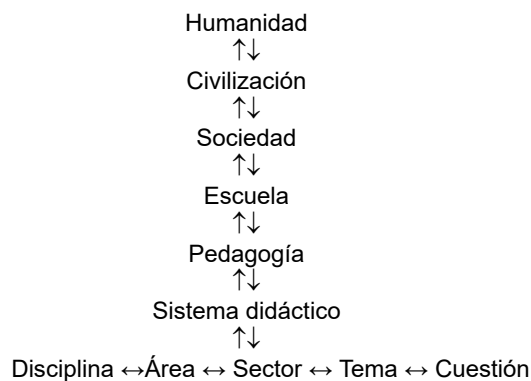 Humanidad
↑↓
Civilización
↑↓
Sociedad
↑↓
Escuela
↑↓
Pedagogía
↑↓
Sistema didáctico
↑↓
Disciplina ↔Área ↔ Sector ↔ Tema ↔ Cuestión